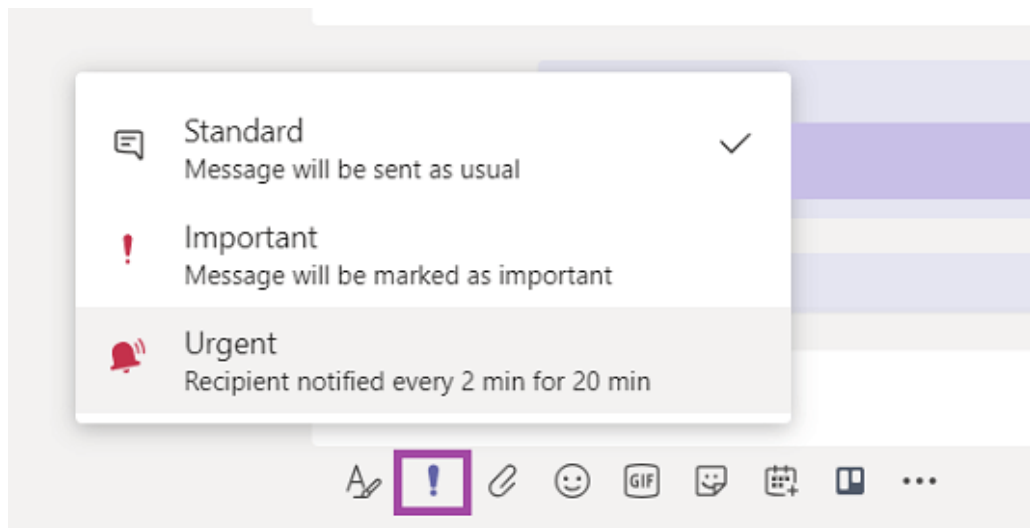 Standard
Message will be sent as usual
Important
Message will be marked as important
Urgent
Recipient notified every 2 min for 20 min
GIF